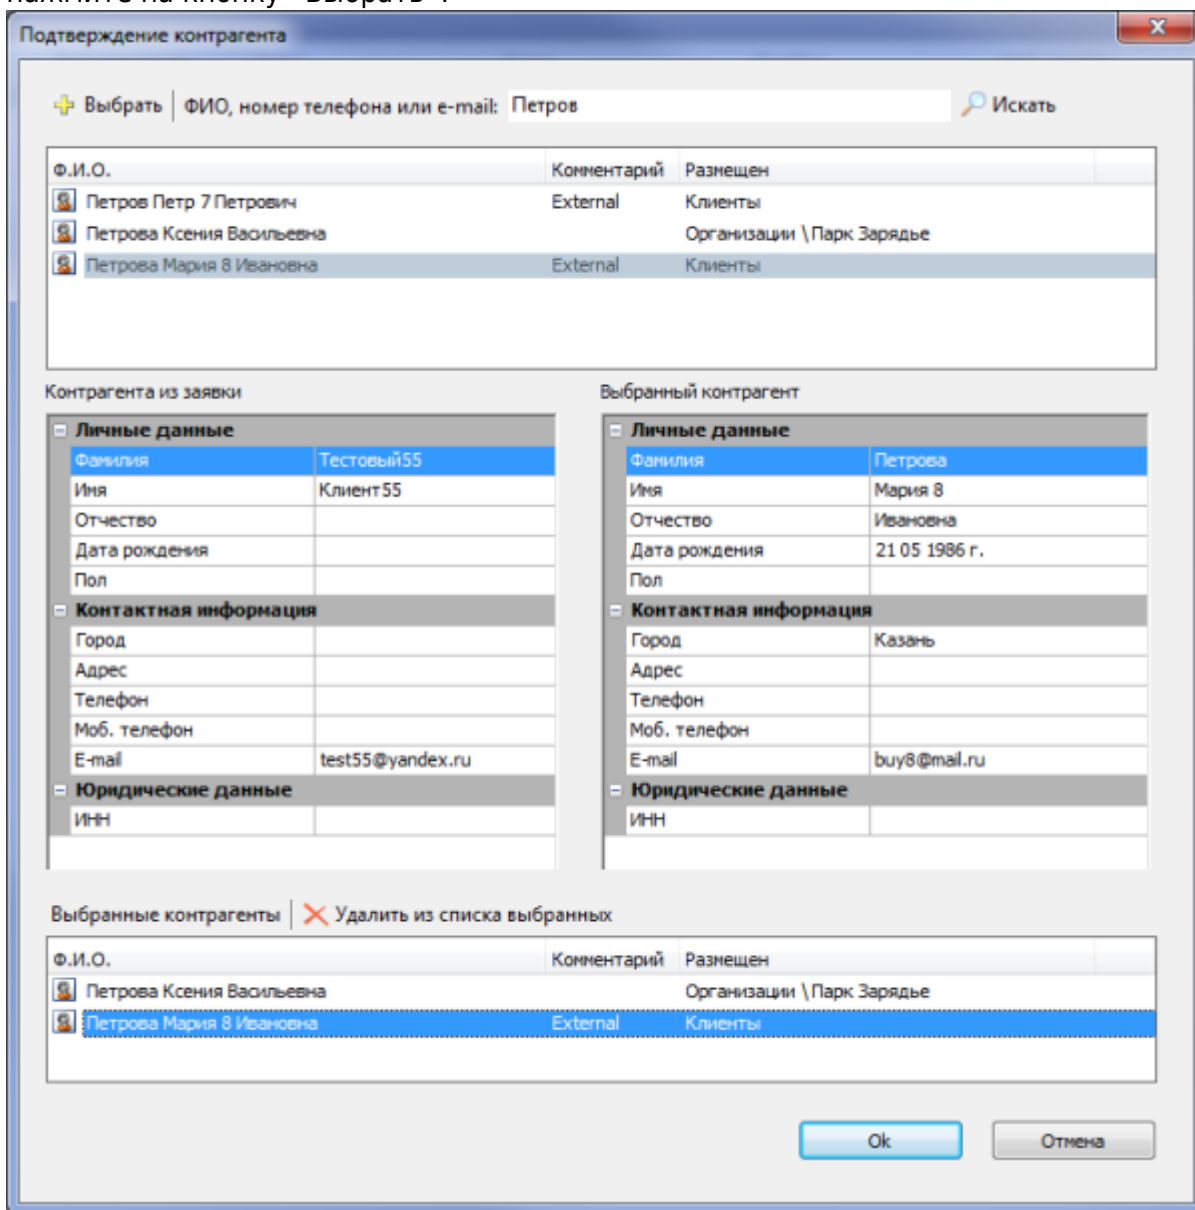 нажмите на кнопку "Выбрать".
Подтверждение контрагента
Выбрать ФИО, номер телефона или e-mail: Петров Искать
Ф.И.О. Комментарий Размещен
Петров Петр 7 Петрович External Клиенты
Петрова Ксения Васильевна Организации \ Парк Зарядье
Петрова Мария 8 Ивановна External Клиенты
Контрагента из заявки Выбранный контрагент
Личные данные Личные данные
Фамилия Тестовый55 Фамилия Петрова
Имя Клиент55 Имя Мария 8
Отчество Отчество Ивановна
Дата рождения Дата рождения 21 05 1986 г.
Пол Пол
Контактная информация Контактная информация
Город Город Казань
Адрес Адрес
Телефон Телефон
Моб. телефон Моб. телефон
E-mail test55@yandex.ru E-mail buy8@mail.ru
Юридические данные Юридические данные
ИНН ИНН
Выбранные контрагенты Удалить из списка выбранных
Ф.И.О. Комментарий Размещен
Петрова Ксения Васильевна Организации \ Парк Зарядье
Петрова Мария 8 Ивановна External Клиенты
Ok Отмена